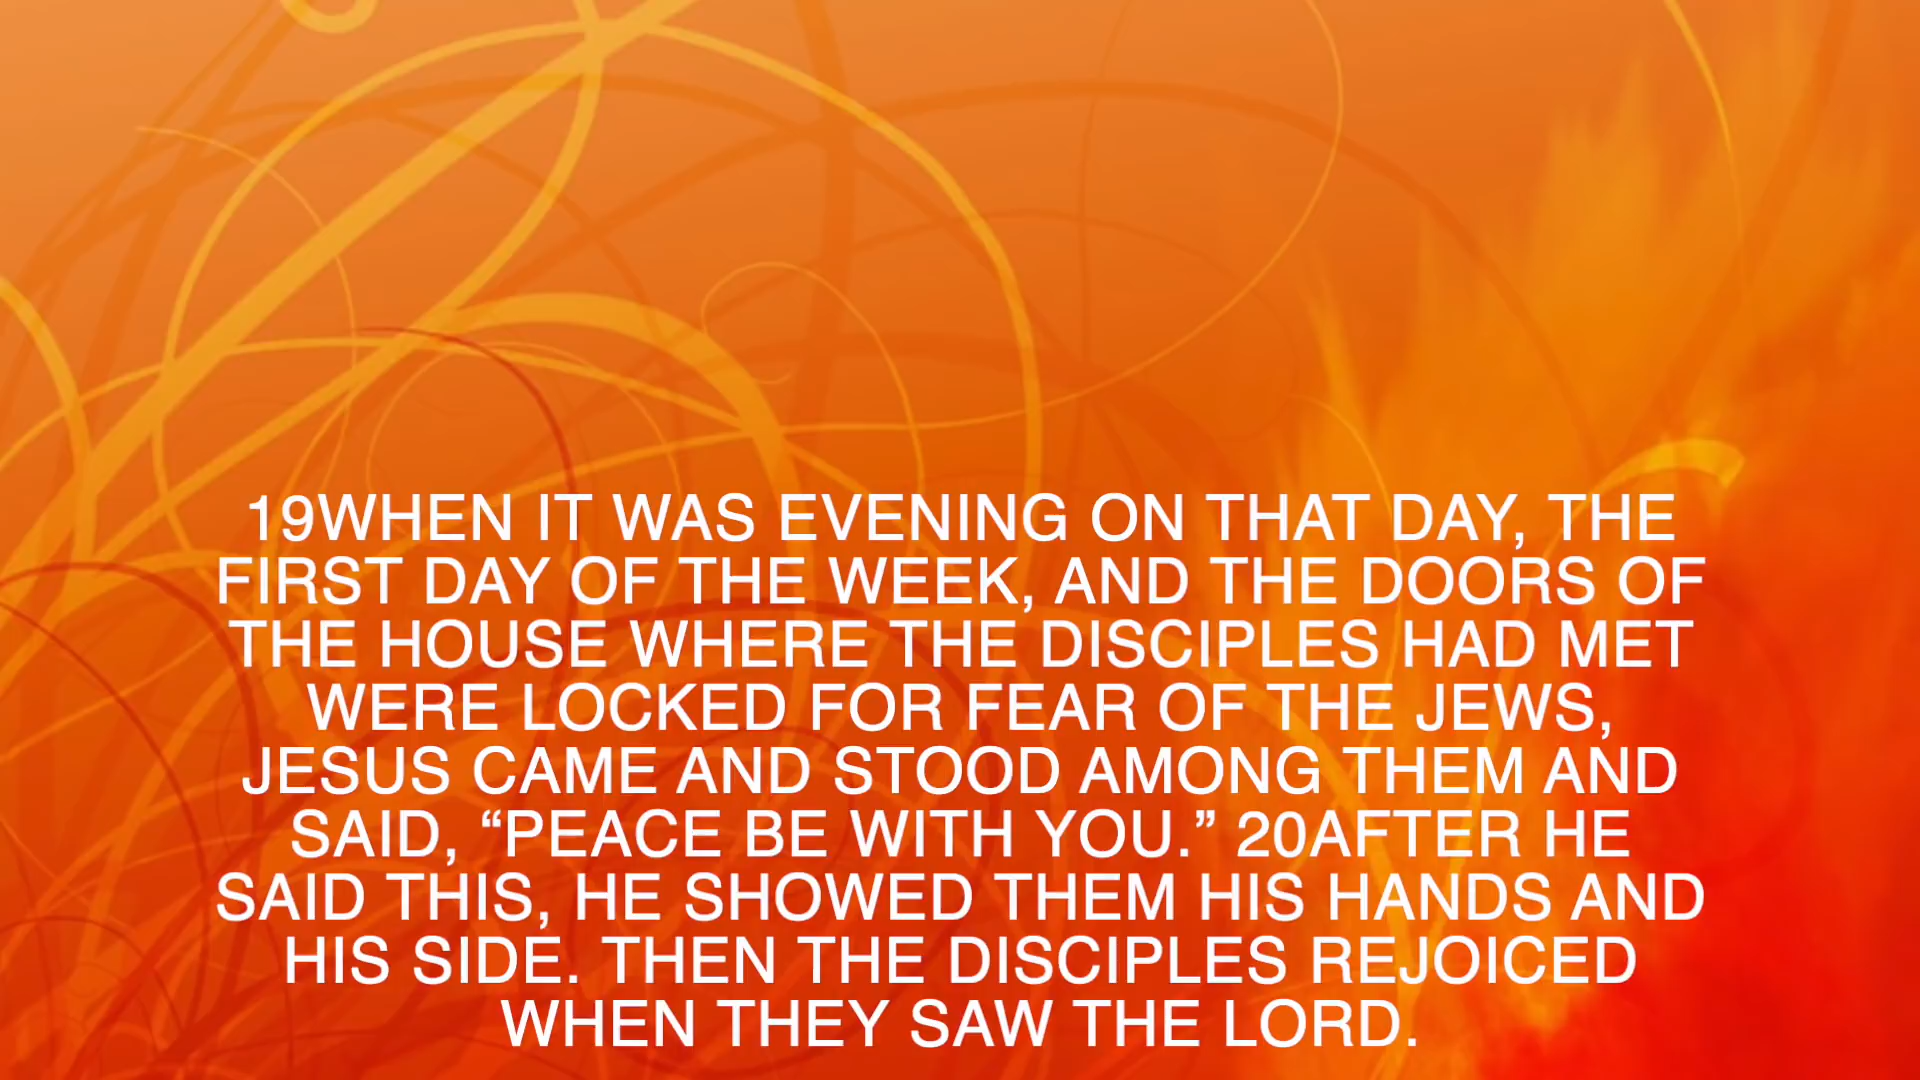 19WHEN IT WAS EVENING ON THAT DAY, THE
FIRST DAY OF THE WEEK, AND THE DOORS OF
THE HOUSE WHERE THE DISCIPLES HAD MET
WERE LOCKED FOR FEAR OF THE JEWS,
JESUS CAME AND STOOD AMONG THEM AND
SAID, “PEACE BE WITH YOU.” 20AFTER HE
SAID THIS, HE SHOWED THEM HIS HANDS AND
HIS SIDE. THEN THE DISCIPLES REJOICED
WHEN THEY SAW THE LORD.